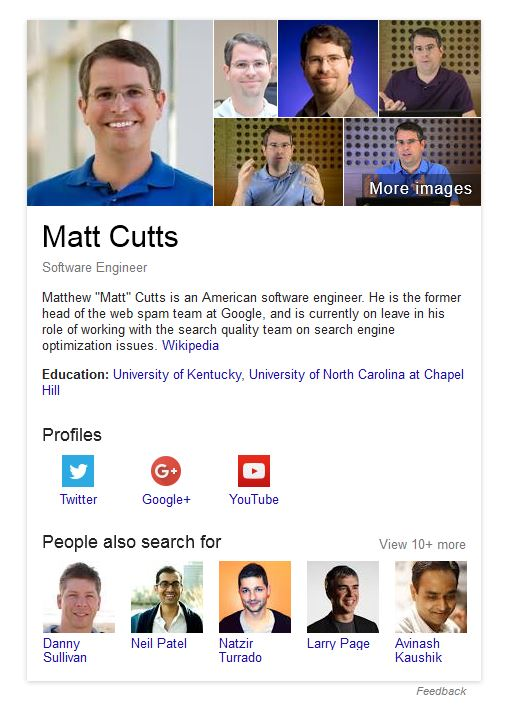 More images
Matt Cutts
Software Engineer
Matthew "Matt" Cutts is an American software engineer. He is the former
head of the web spam team at Google, and is currently on leave in his
role of working with the search quality team on search engine
optimization issues. Wikipedia
Education: University of Kentucky, University of North Carolina at Chapel
Hill
Profiles
Twitter Google+ YouTube
People also search for View 10+ more
Danny Sullivan
Neil Patel
Natzir Turrado
Larry Page
Avinash Kaushik
Feedback